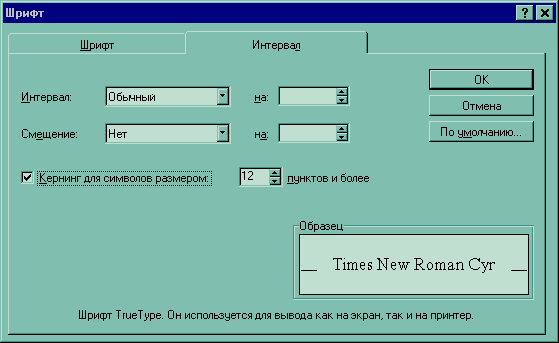 Шрифт
Шрифт
Интервал
Интервал: Обычный на:
Смещение: Нет на:
Кернинг для символов размером: 12 пунктов и более
OK
Отмена
По умолчанию...
Образец
Times New Roman Cyr
Шрифт TrueType. Он используется для вывода как на экран, так и на принтер.